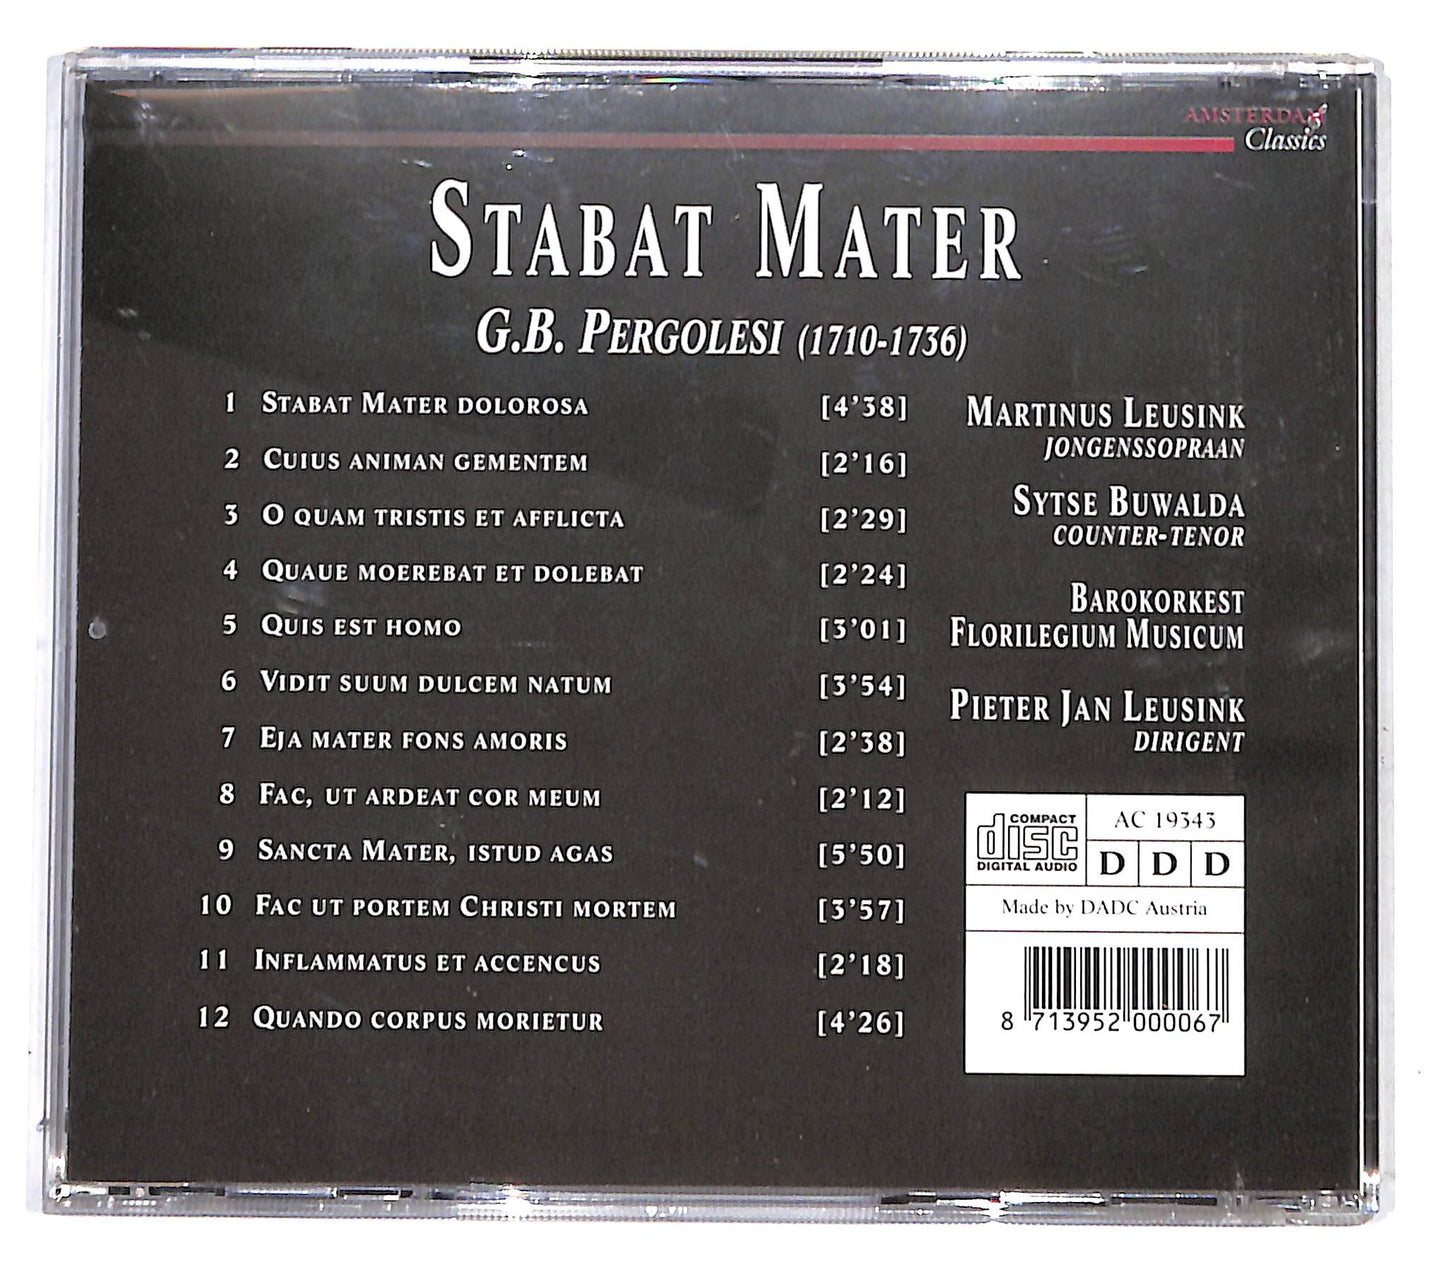 AMSTERDAM
Classics
STABAT MATER
G.B. PERGOLESI (1710-1736)
1 STABAT MATER DOLOROSA [4'38]
2 CUIUS ANIMAN GEMENTEM [2'16]
3 O QUAM TRISTIS ET AFFLICTA [2'29]
4 QUAUE MOEREBAT ET DOLEBAT [2'24]
5 QUIS EST HOMO [3'01]
6 VIDIT SUUM DULCEM NATUM [3'54]
7 EJA MATER FONS AMORIS [2'38]
8 FAC, UT ARDEAT COR MEUM [2'12]
9 SANCTA MATER, ISTUD AGAS [5'50]
10 FAC UT PORTEM CHRISTI MORTEM [3'57]
11 INFLAMMATUS ET ACCENCUS [2'18]
12 QUANDO CORPUS MORIETUR [4'26]
MARTINUS LEUSINK
JONGENSSOPRAAN
SYTSE BUWALDA
COUNTER-TENOR
BAROKORKEST
FLORILEGIUM MUSICUM
PIETER JAN LEUSINK
DIRIGENT
COMPACT
disc
DIGITAL AUDIO
AC 19343
D D D
Made by DADC Austria
8 713952 000067